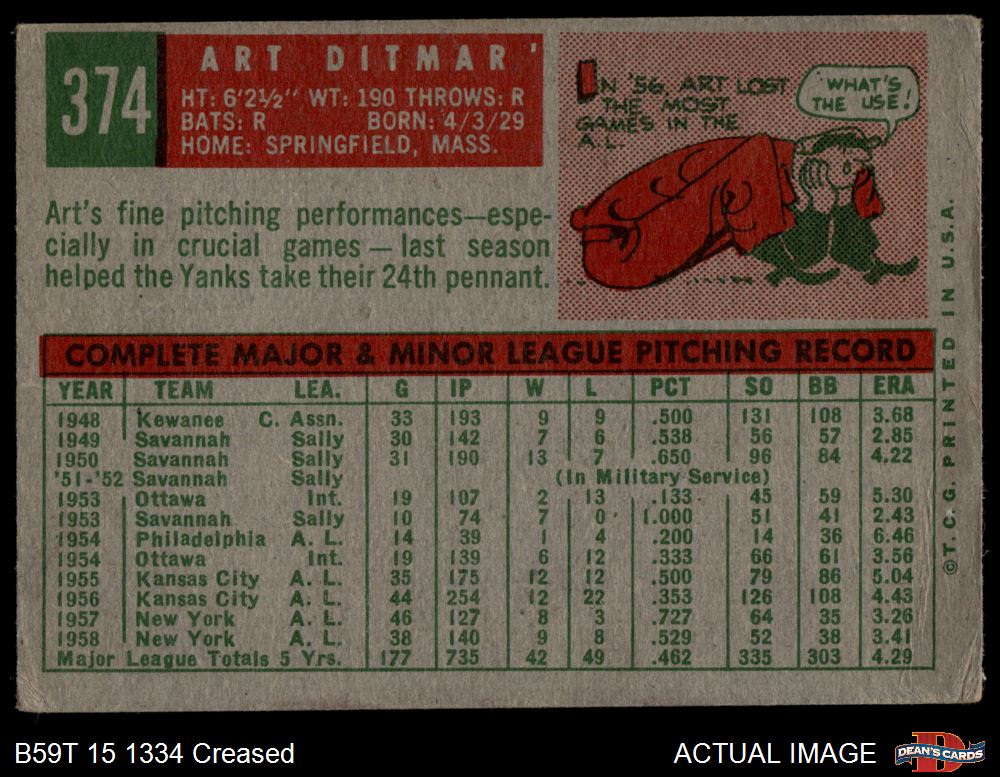 374
ART DITMAR
HT: 6'2½" WT: 190 THROWS: R
BATS: R BORN: 4/3/29
HOME: SPRINGFIELD, MASS.
IN '56, ART LOST
THE MOST
GAMES IN THE
A.L.
WHAT'S
THE USE!
Art's fine pitching performances—espe-
cially in crucial games — last season
helped the Yanks take their 24th pennant.
COMPLETE MAJOR & MINOR LEAGUE PITCHING RECORD
YEAR TEAM LEA. G IP W L PCT SO BB ERA
1948 Kewanee C. Assn. 33 193 9 9 .500 131 108 3.68
1949 Savannah Sally 30 142 7 6 .538 56 57 2.85
1950 Savannah Sally 31 190 13 7 .650 96 84 4.22
'51-'52 Savannah Sally (In Military Service)
1953 Ottawa Int. 19 107 2 13 .133 45 59 5.30
1953 Savannah Sally 10 74 7 0 1.000 51 41 2.43
1954 Philadelphia A. L. 14 39 1 4 .200 14 36 6.46
1954 Ottawa Int. 19 139 6 12 .333 66 61 3.56
1955 Kansas City A. L. 35 175 12 12 .500 79 86 5.04
1956 Kansas City A. L. 44 254 12 22 .353 126 108 4.43
1957 New York A. L. 46 127 8 3 .727 64 35 3.26
1958 New York A. L. 38 140 9 8 .529 52 38 3.41
Major League Totals 5 Yrs. 177 735 42 49 .462 335 303 4.29
©T. C. G. PRINTED IN U.S.A.
B59T 15 1334 Creased
ACTUAL IMAGE
DEAN'S CARDS